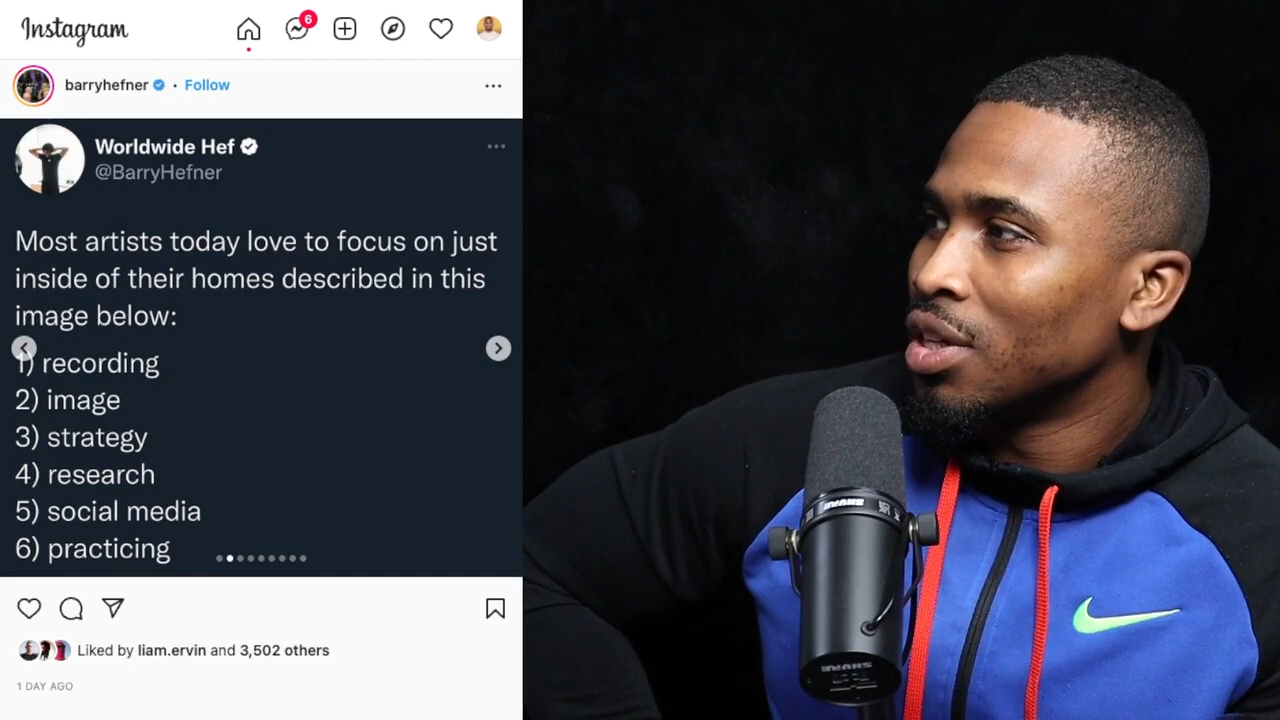 Instagram
6
barryhefner • Follow
Worldwide Hef
@BarryHefner
Most artists today love to focus on just
inside of their homes described in this
image below:
1) recording
2) image
3) strategy
4) research
5) social media
6) practicing
Liked by liam.ervin and 3,502 others
1 DAY AGO
SHURE
SHURE